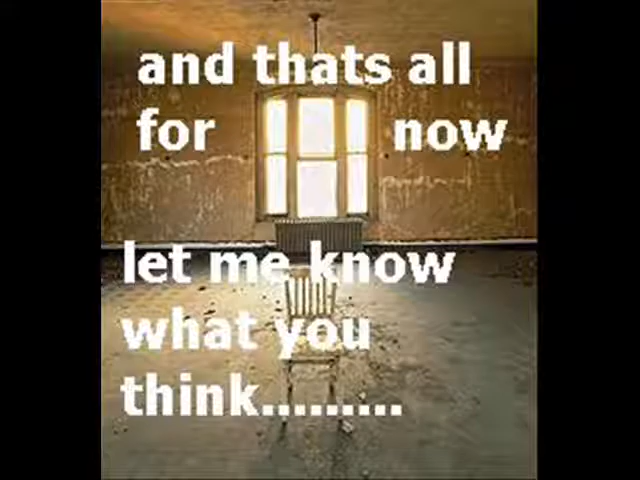 and thats all
for now
let me know
what you
think.........